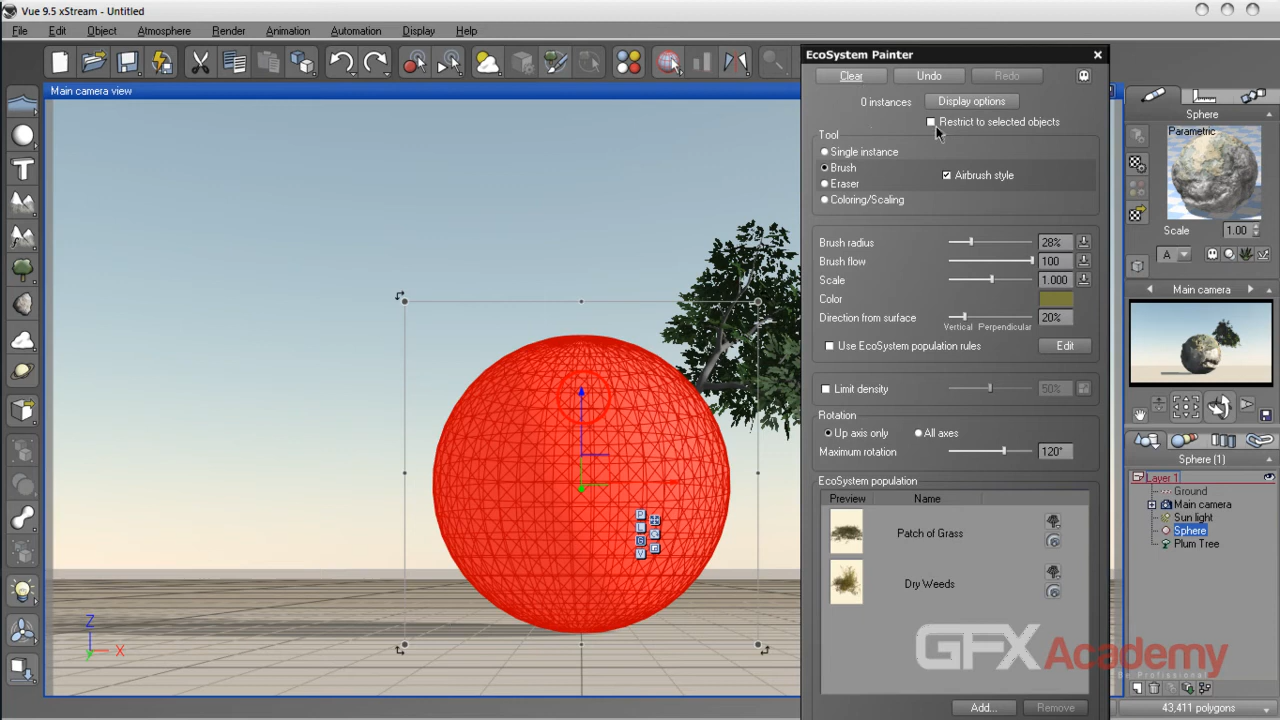 Vue 9.5 xStream
File Edit Object Atmosphere Render Animation Automation Display Help
Main camera view
EcoSystem Painter
Clear Undo Redo
0 instances Display options
Restrict to selected objects
Tool
Single instance
Brush
Airbrush style
Eraser
Coloring/Scaling
Brush radius 28%
Brush flow 100
Scale 1.000
Color
Direction from surface 20%
Vertical Perpendicular
Use EcoSystem population rules Edit
Limit density 50%
Rotation
Up axis only All axes
Maximum rotation 120°
EcoSystem population
Preview Name
Patch of Grass
Dry Weeds
Add... Remove
Sphere
Parametric
Scale 1.00
A
Main camera
Sphere (1)
Layer 1
Ground
Main camera
Sun light
Sphere
Plum Tree
43,411 polygons
Z
X
Y
P
L
G
V
GFXAcademy
Be Professional